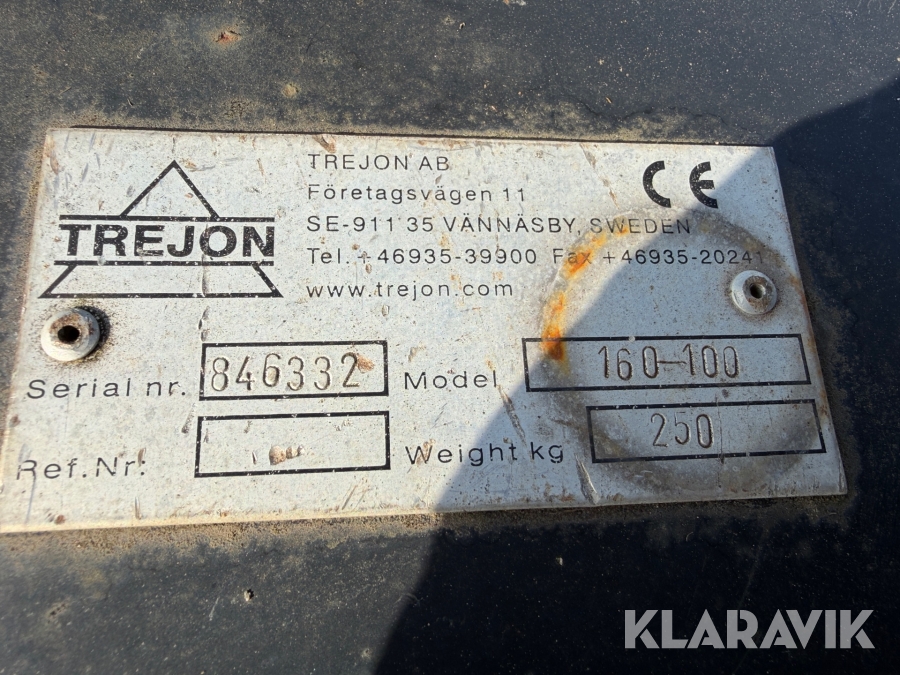 TREJON
TREJON AB
Företagsvägen 11
SE-911 35 VÄNNÄSBY, SWEDEN
Tel. +46935-39900 Fax +46935-20241
www.trejon.com
CE
Serial nr. 846332 Model 160-100
Ref.Nr: Weight kg 250
KLARAVIK